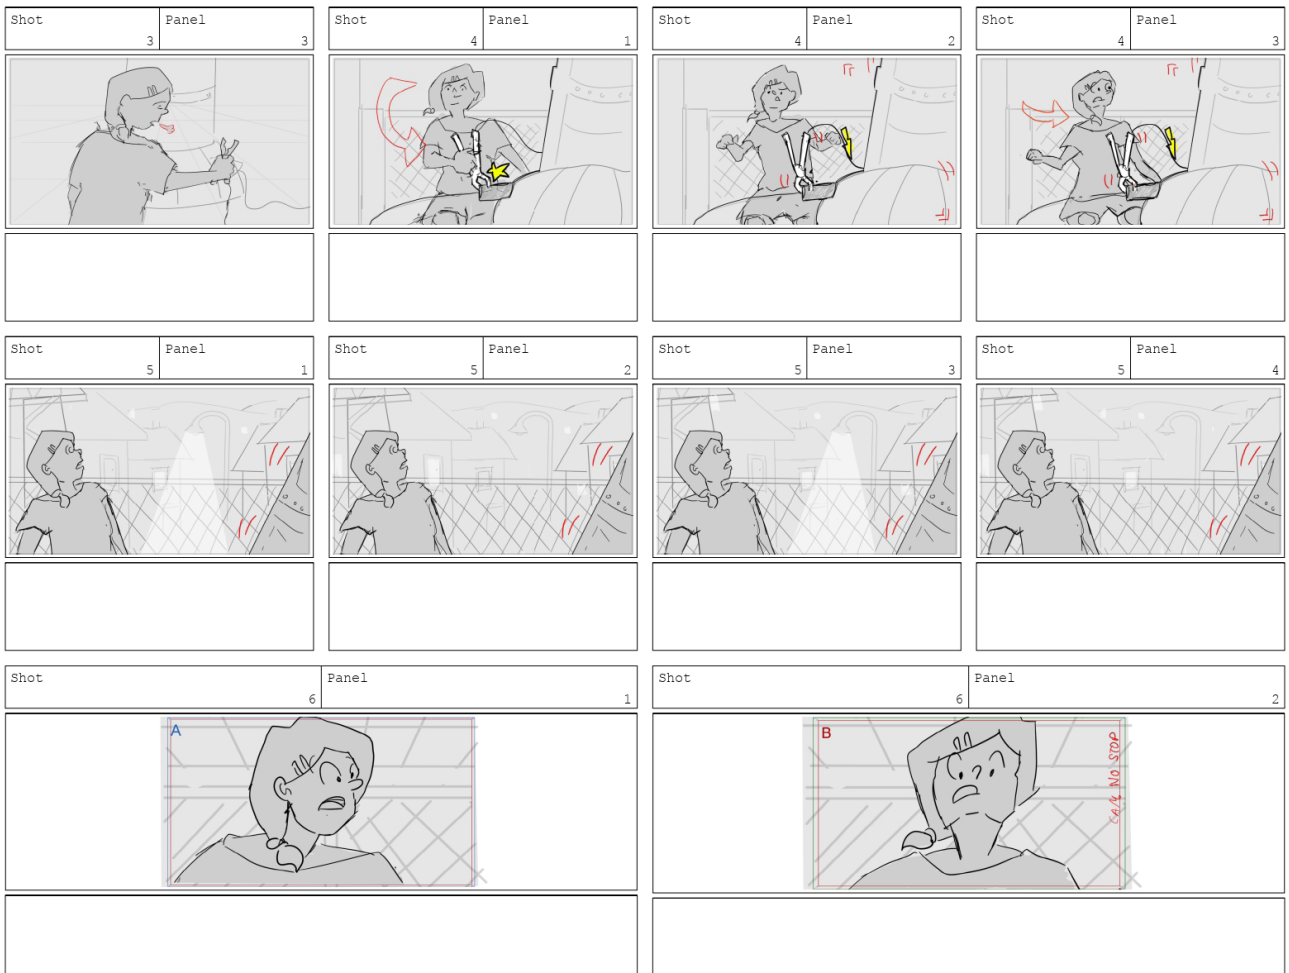 Shot 3 Panel 3
Shot 4 Panel 1
Shot 4 Panel 2
Shot 4 Panel 3
Shot 5 Panel 1
Shot 5 Panel 2
Shot 5 Panel 3
Shot 5 Panel 4
Shot 6 Panel 1
Shot 6 Panel 2
A
B
CAM NO STOP